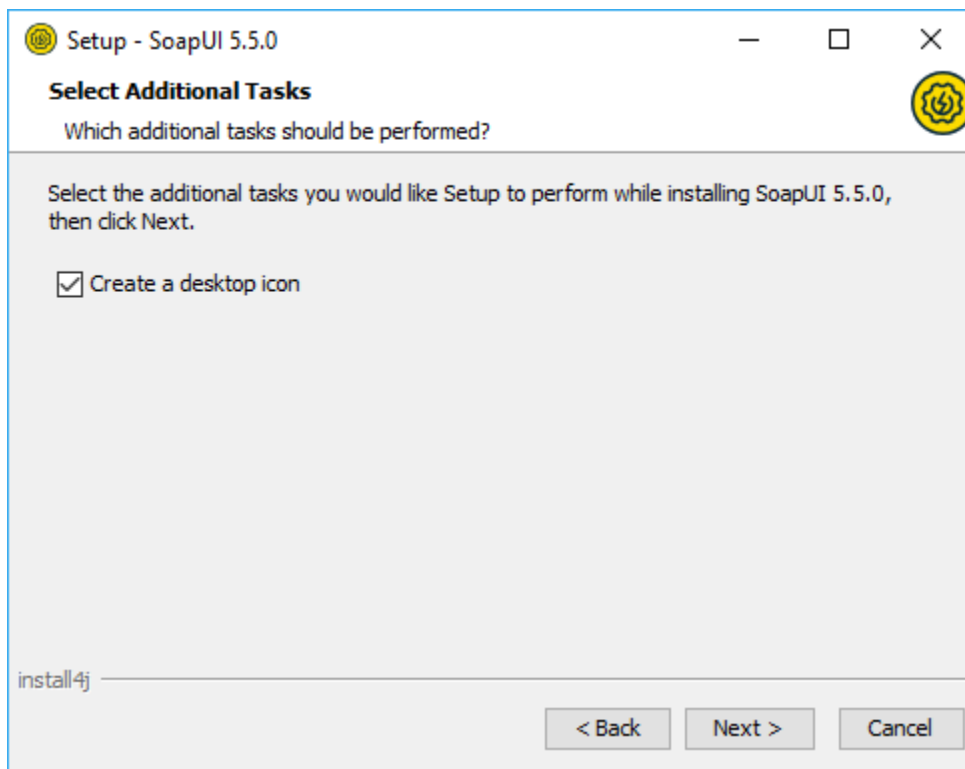 Setup - SoapUI 5.5.0
Select Additional Tasks
Which additional tasks should be performed?
Select the additional tasks you would like Setup to perform while installing SoapUI 5.5.0,
then click Next.
Create a desktop icon
install4j
< Back
Next >
Cancel